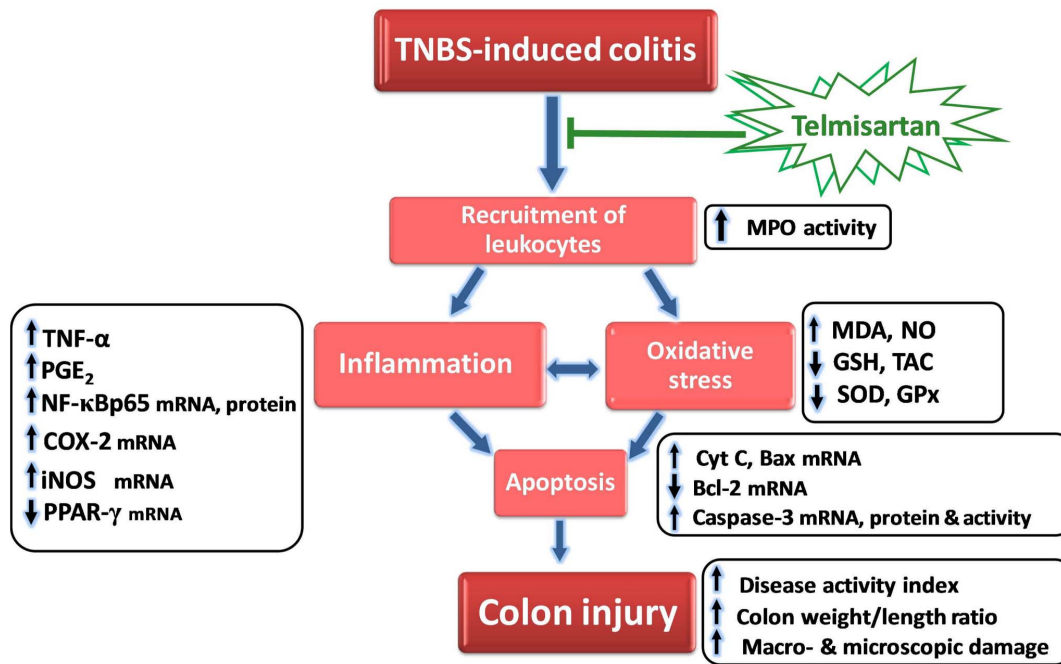 TNBS-induced colitis
Telmisartan
Recruitment of
leukocytes
↑ MPO activity
↑ TNF-α
↑ PGE₂
↑ NF-κBp65 mRNA, protein
↑ COX-2 mRNA
↑ iNOS mRNA
↓ PPAR-γ mRNA
Inflammation
Oxidative
stress
↑ MDA, NO
↓ GSH, TAC
↓ SOD, GPx
Apoptosis
↑ Cyt C, Bax mRNA
↓ Bcl-2 mRNA
↑ Caspase-3 mRNA, protein & activity
Colon injury
↑ Disease activity index
↑ Colon weight/length ratio
↑ Macro- & microscopic damage